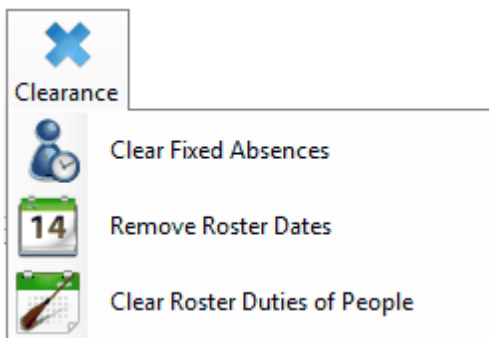 Clearance
Clear Fixed Absences
14
Remove Roster Dates
Clear Roster Duties of People